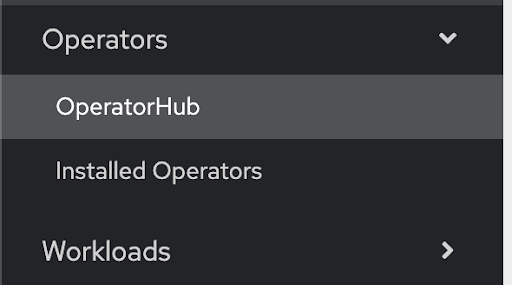 Operators
OperatorHub
Installed Operators
Workloads